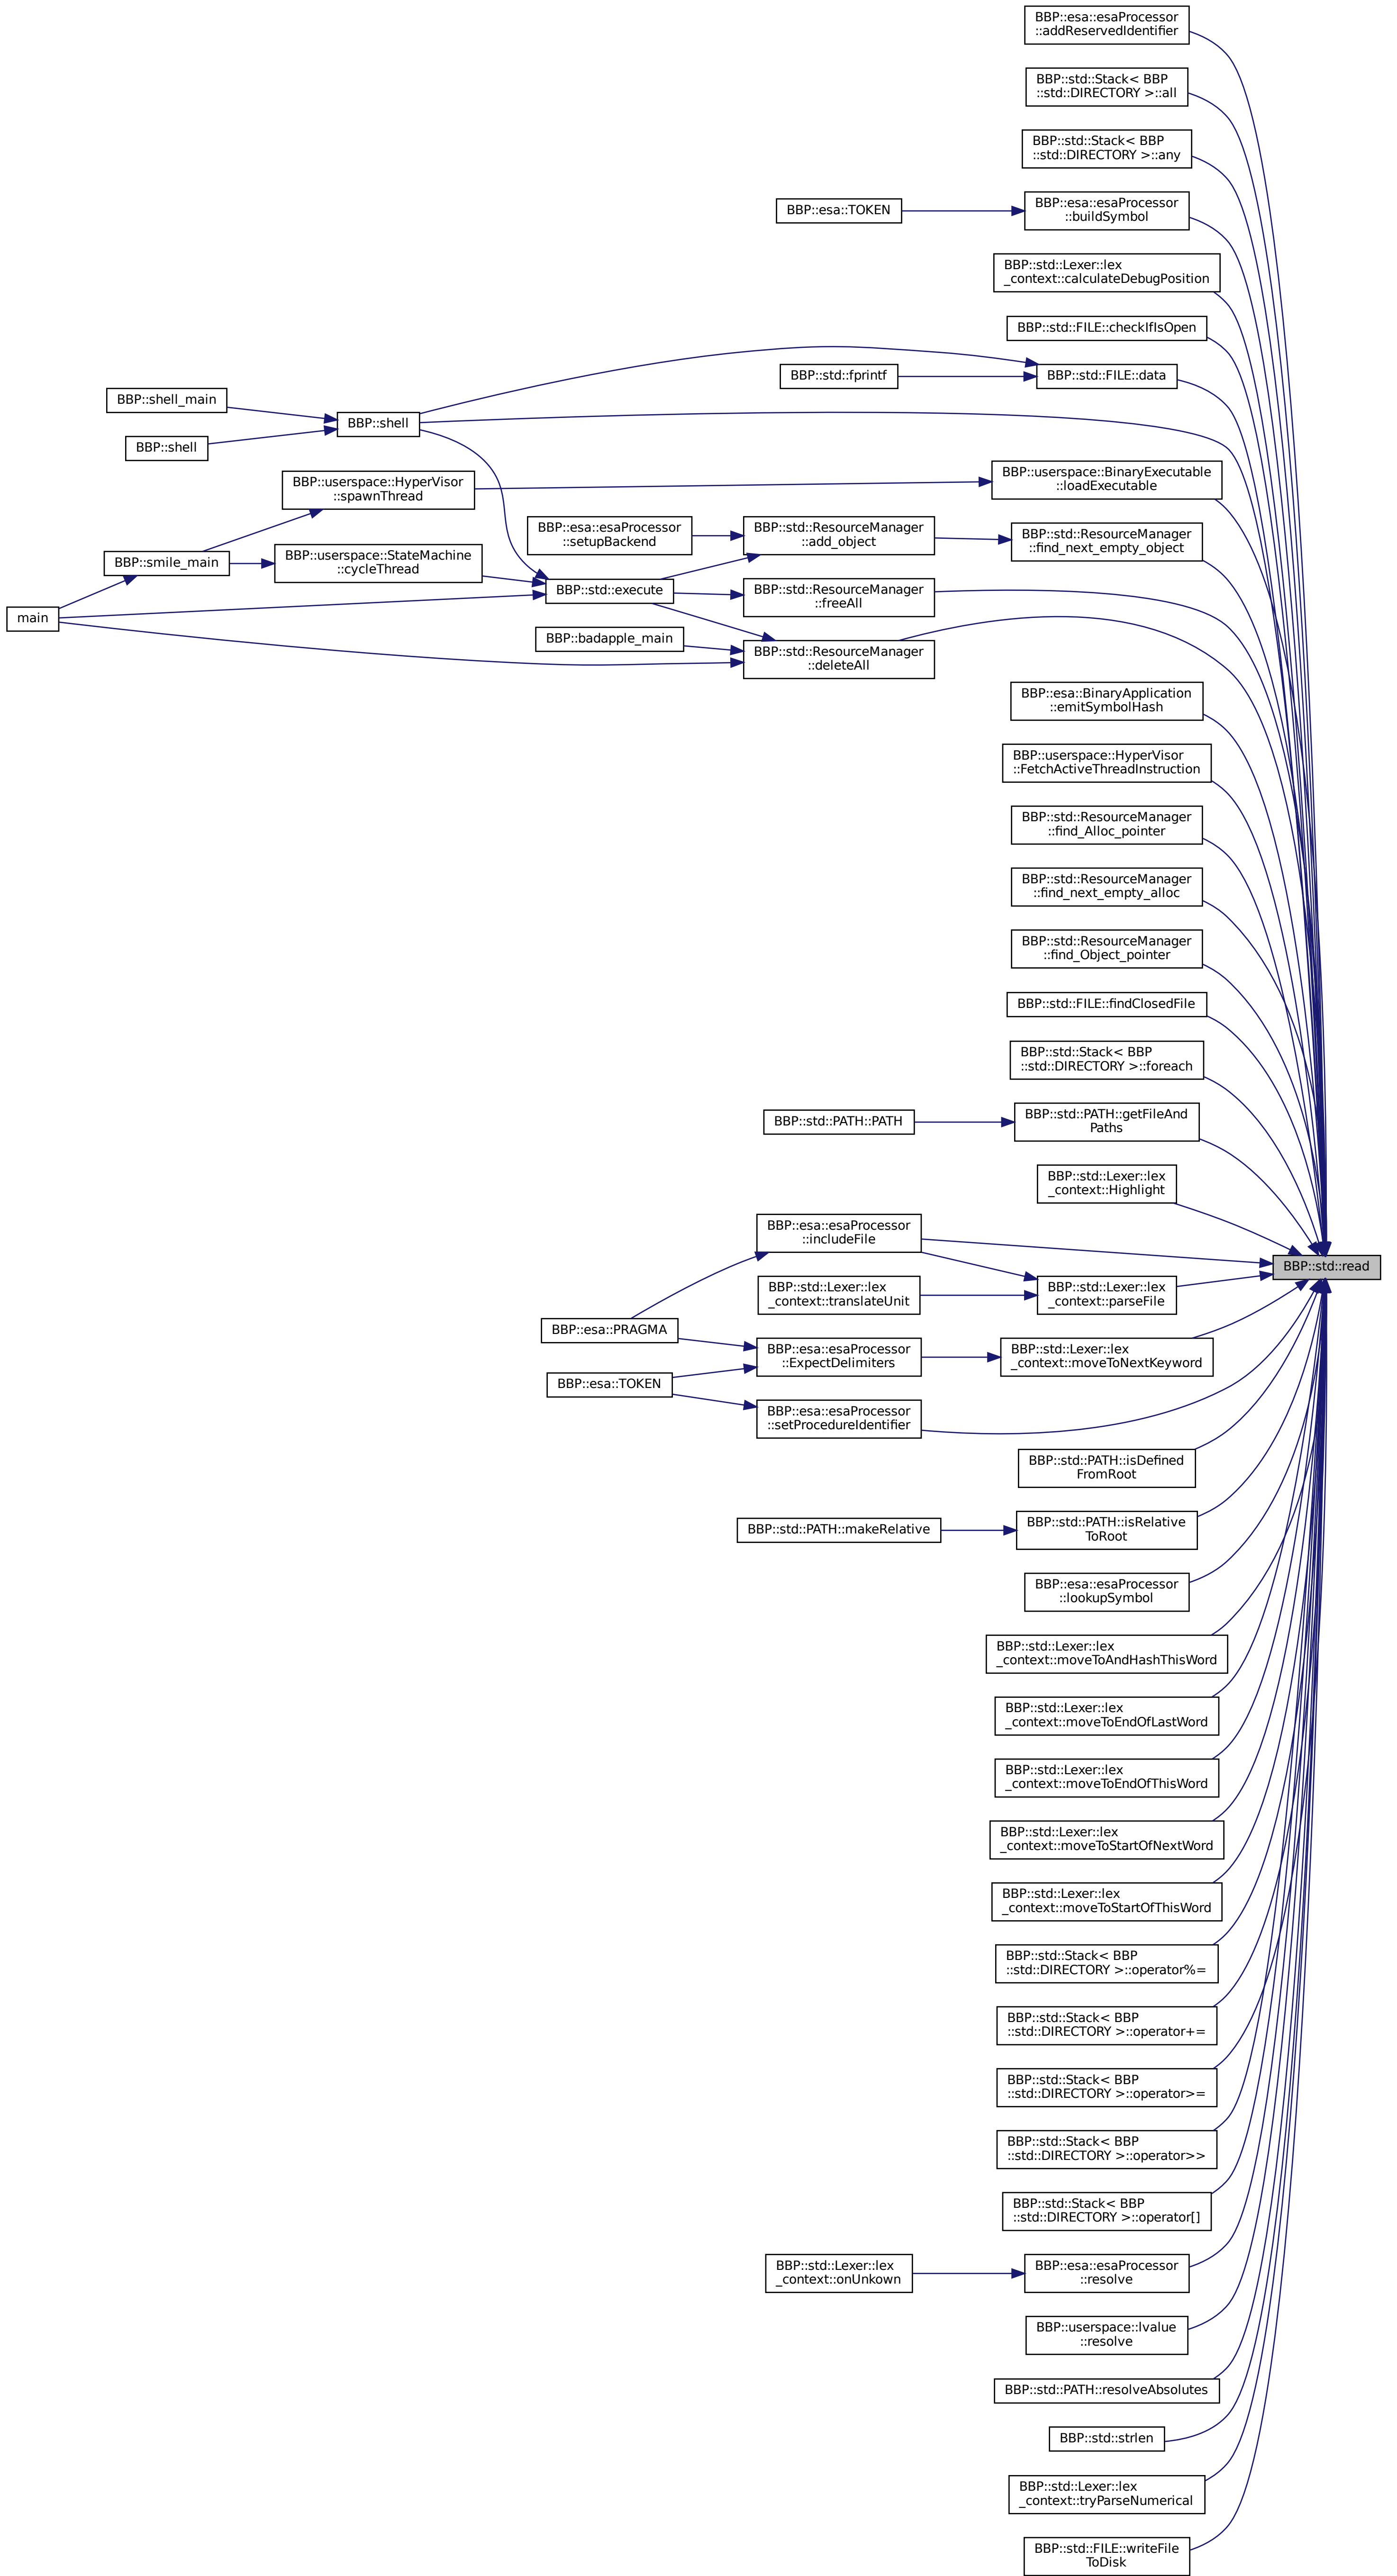 BBP::esa::esaProcessor
::addReservedIdentifier
BBP::std::Stack< BBP
::std::DIRECTORY >::all
BBP::std::Stack< BBP
::std::DIRECTORY >::any
BBP::esa::TOKEN
BBP::esa::esaProcessor
::buildSymbol
BBP::std::Lexer::lex
_context::calculateDebugPosition
BBP::std::FILE::checkIfIsOpen
BBP::std::fprintf
BBP::std::FILE::data
BBP::shell_main
BBP::shell
BBP::shell
BBP::userspace::HyperVisor
::spawnThread
BBP::userspace::BinaryExecutable
::loadExecutable
BBP::esa::esaProcessor
::setupBackend
BBP::std::ResourceManager
::add_object
BBP::std::ResourceManager
::find_next_empty_object
BBP::smile_main
BBP::userspace::StateMachine
::cycleThread
BBP::std::execute
BBP::std::ResourceManager
::freeAll
main
BBP::badapple_main
BBP::std::ResourceManager
::deleteAll
BBP::esa::BinaryApplication
::emitSymbolHash
BBP::userspace::HyperVisor
::FetchActiveThreadInstruction
BBP::std::ResourceManager
::find_Alloc_pointer
BBP::std::ResourceManager
::find_next_empty_alloc
BBP::std::ResourceManager
::find_Object_pointer
BBP::std::FILE::findClosedFile
BBP::std::Stack< BBP
::std::DIRECTORY >::foreach
BBP::std::PATH::PATH
BBP::std::PATH::getFileAnd
Paths
BBP::std::Lexer::lex
_context::Highlight
BBP::esa::esaProcessor
::includeFile
BBP::std::read
BBP::std::Lexer::lex
_context::translateUnit
BBP::std::Lexer::lex
_context::parseFile
BBP::esa::PRAGMA
BBP::esa::esaProcessor
::ExpectDelimiters
BBP::std::Lexer::lex
_context::moveToNextKeyword
BBP::esa::TOKEN
BBP::esa::esaProcessor
::setProcedureIdentifier
BBP::std::PATH::isDefined
FromRoot
BBP::std::PATH::makeRelative
BBP::std::PATH::isRelative
ToRoot
BBP::esa::esaProcessor
::lookupSymbol
BBP::std::Lexer::lex
_context::moveToAndHashThisWord
BBP::std::Lexer::lex
_context::moveToEndOfLastWord
BBP::std::Lexer::lex
_context::moveToEndOfThisWord
BBP::std::Lexer::lex
_context::moveToStartOfNextWord
BBP::std::Lexer::lex
_context::moveToStartOfThisWord
BBP::std::Stack< BBP
::std::DIRECTORY >::operator%=
BBP::std::Stack< BBP
::std::DIRECTORY >::operator+=
BBP::std::Stack< BBP
::std::DIRECTORY >::operator>=
BBP::std::Stack< BBP
::std::DIRECTORY >::operator>>
BBP::std::Stack< BBP
::std::DIRECTORY >::operator[]
BBP::std::Lexer::lex
_context::onUnkown
BBP::esa::esaProcessor
::resolve
BBP::userspace::lvalue
::resolve
BBP::std::PATH::resolveAbsolutes
BBP::std::strlen
BBP::std::Lexer::lex
_context::tryParseNumerical
BBP::std::FILE::writeFile
ToDisk